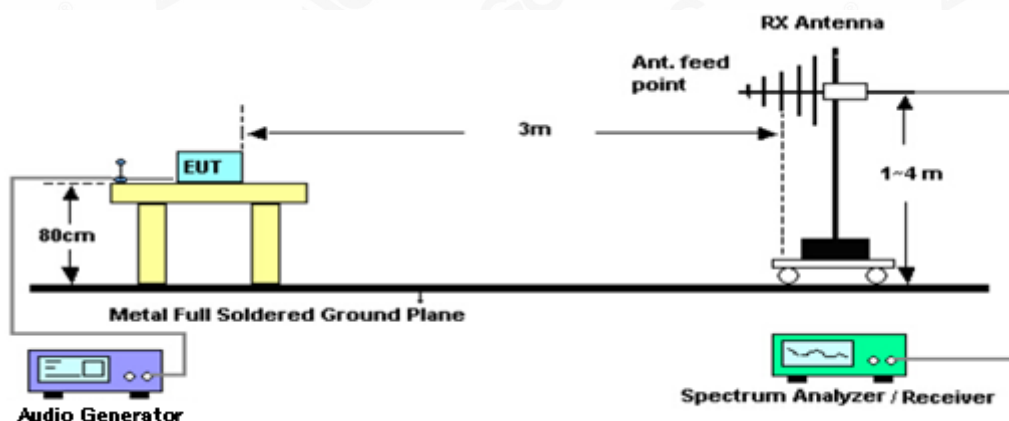 RX Antenna
Ant. feed
point
3m
EUT
1~4 m
80cm
Metal Full Soldered Ground Plane
Audio Generator
Spectrum Analyzer / Receiver